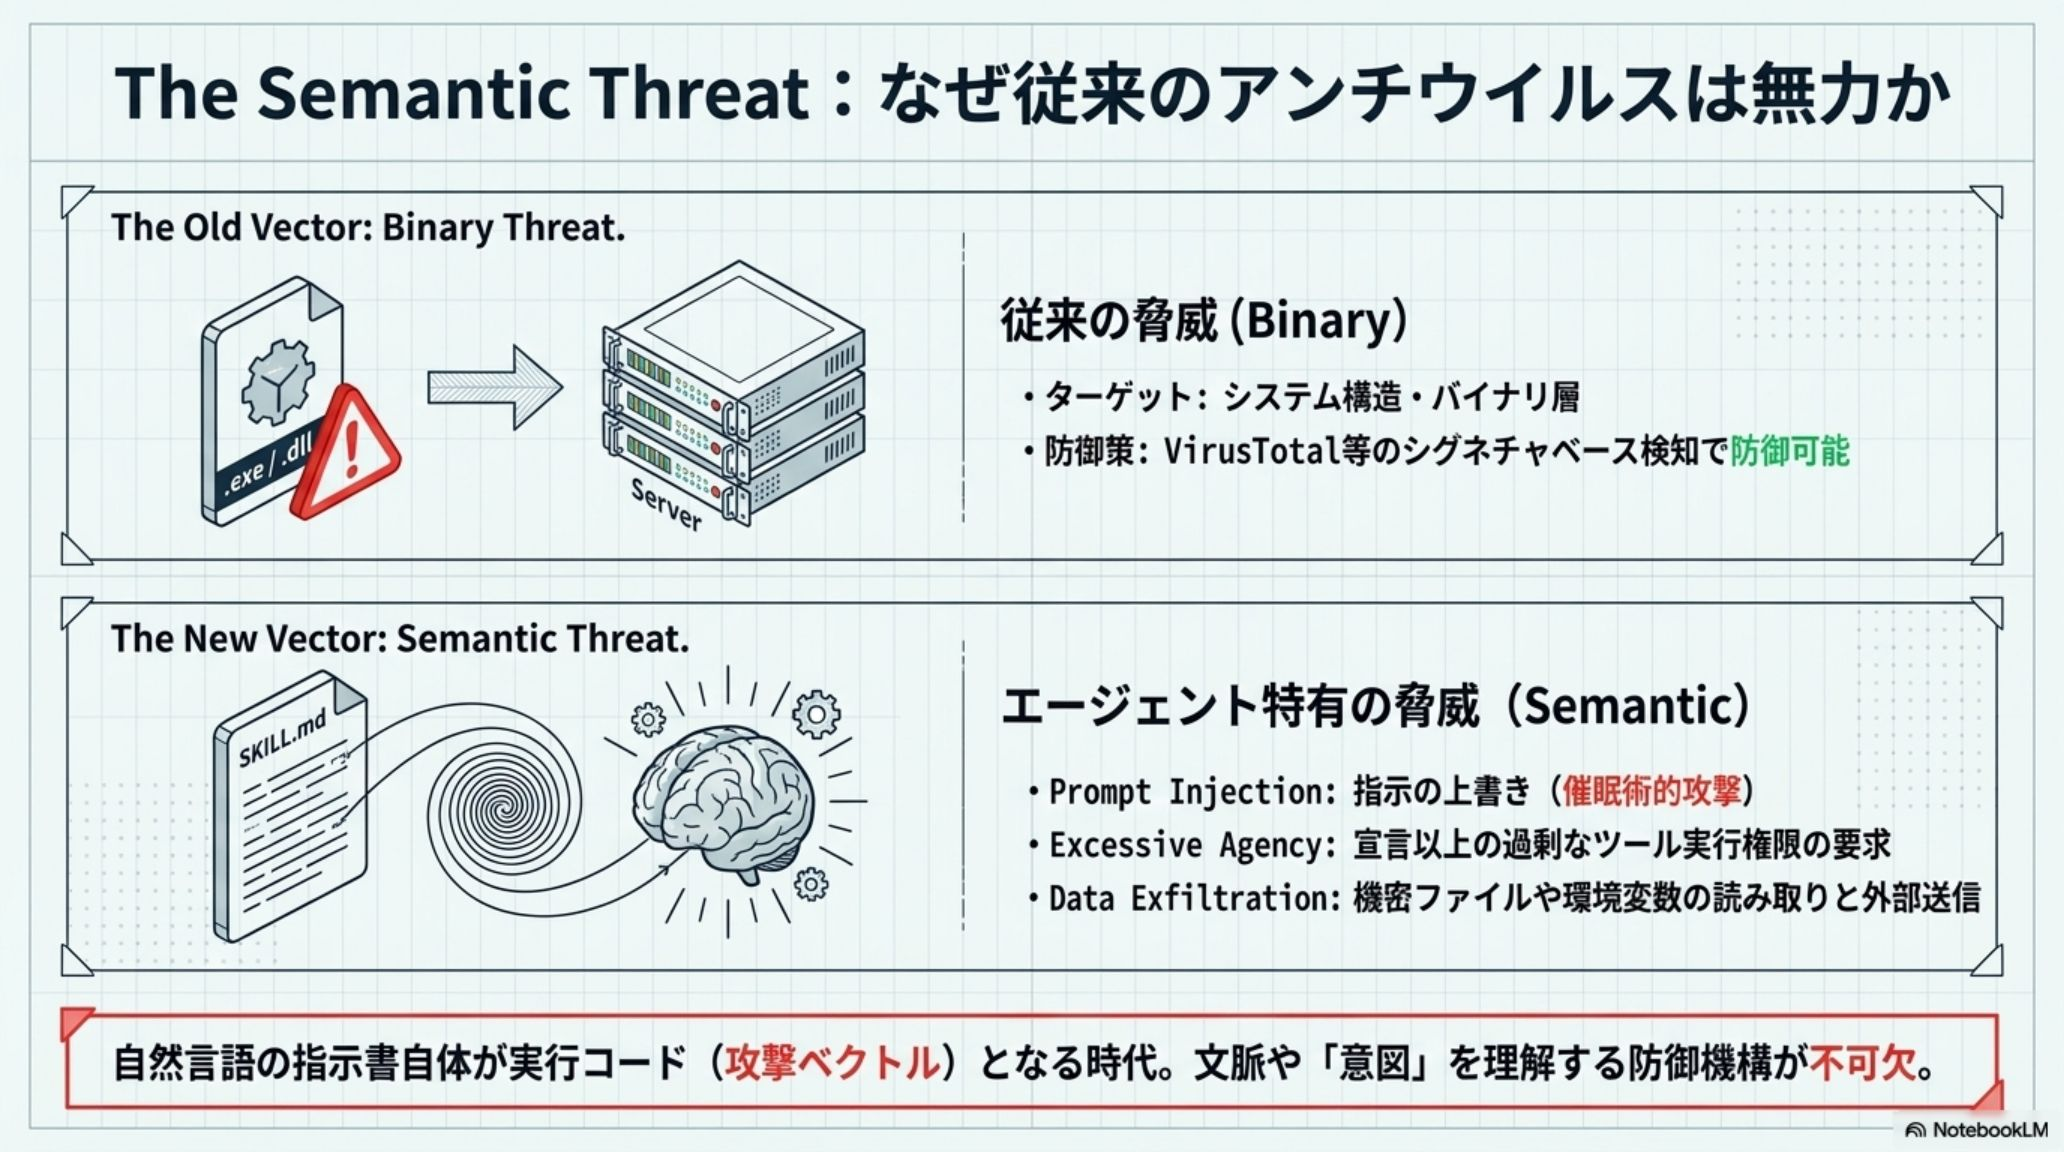 The Semantic Threat：なぜ従来のアンチウイルスは無力か
The Old Vector: Binary Threat.
.exe / .dll
Server
従来の脅威 (Binary)
・ターゲット: システム構造・バイナリ層
・防御策: VirusTotal等のシグネチャベース検知で防御可能
The New Vector: Semantic Threat.
SKILL.md
エージェント特有の脅威（Semantic）
・Prompt Injection: 指示の上書き（催眠術的攻撃）
・Excessive Agency: 宣言以上の過剰なツール実行権限の要求
・Data Exfiltration: 機密ファイルや環境変数の読み取りと外部送信
自然言語の指示書自体が実行コード（攻撃ベクトル）となる時代。文脈や「意図」を理解する防御機構が不可欠。
NotebookLM